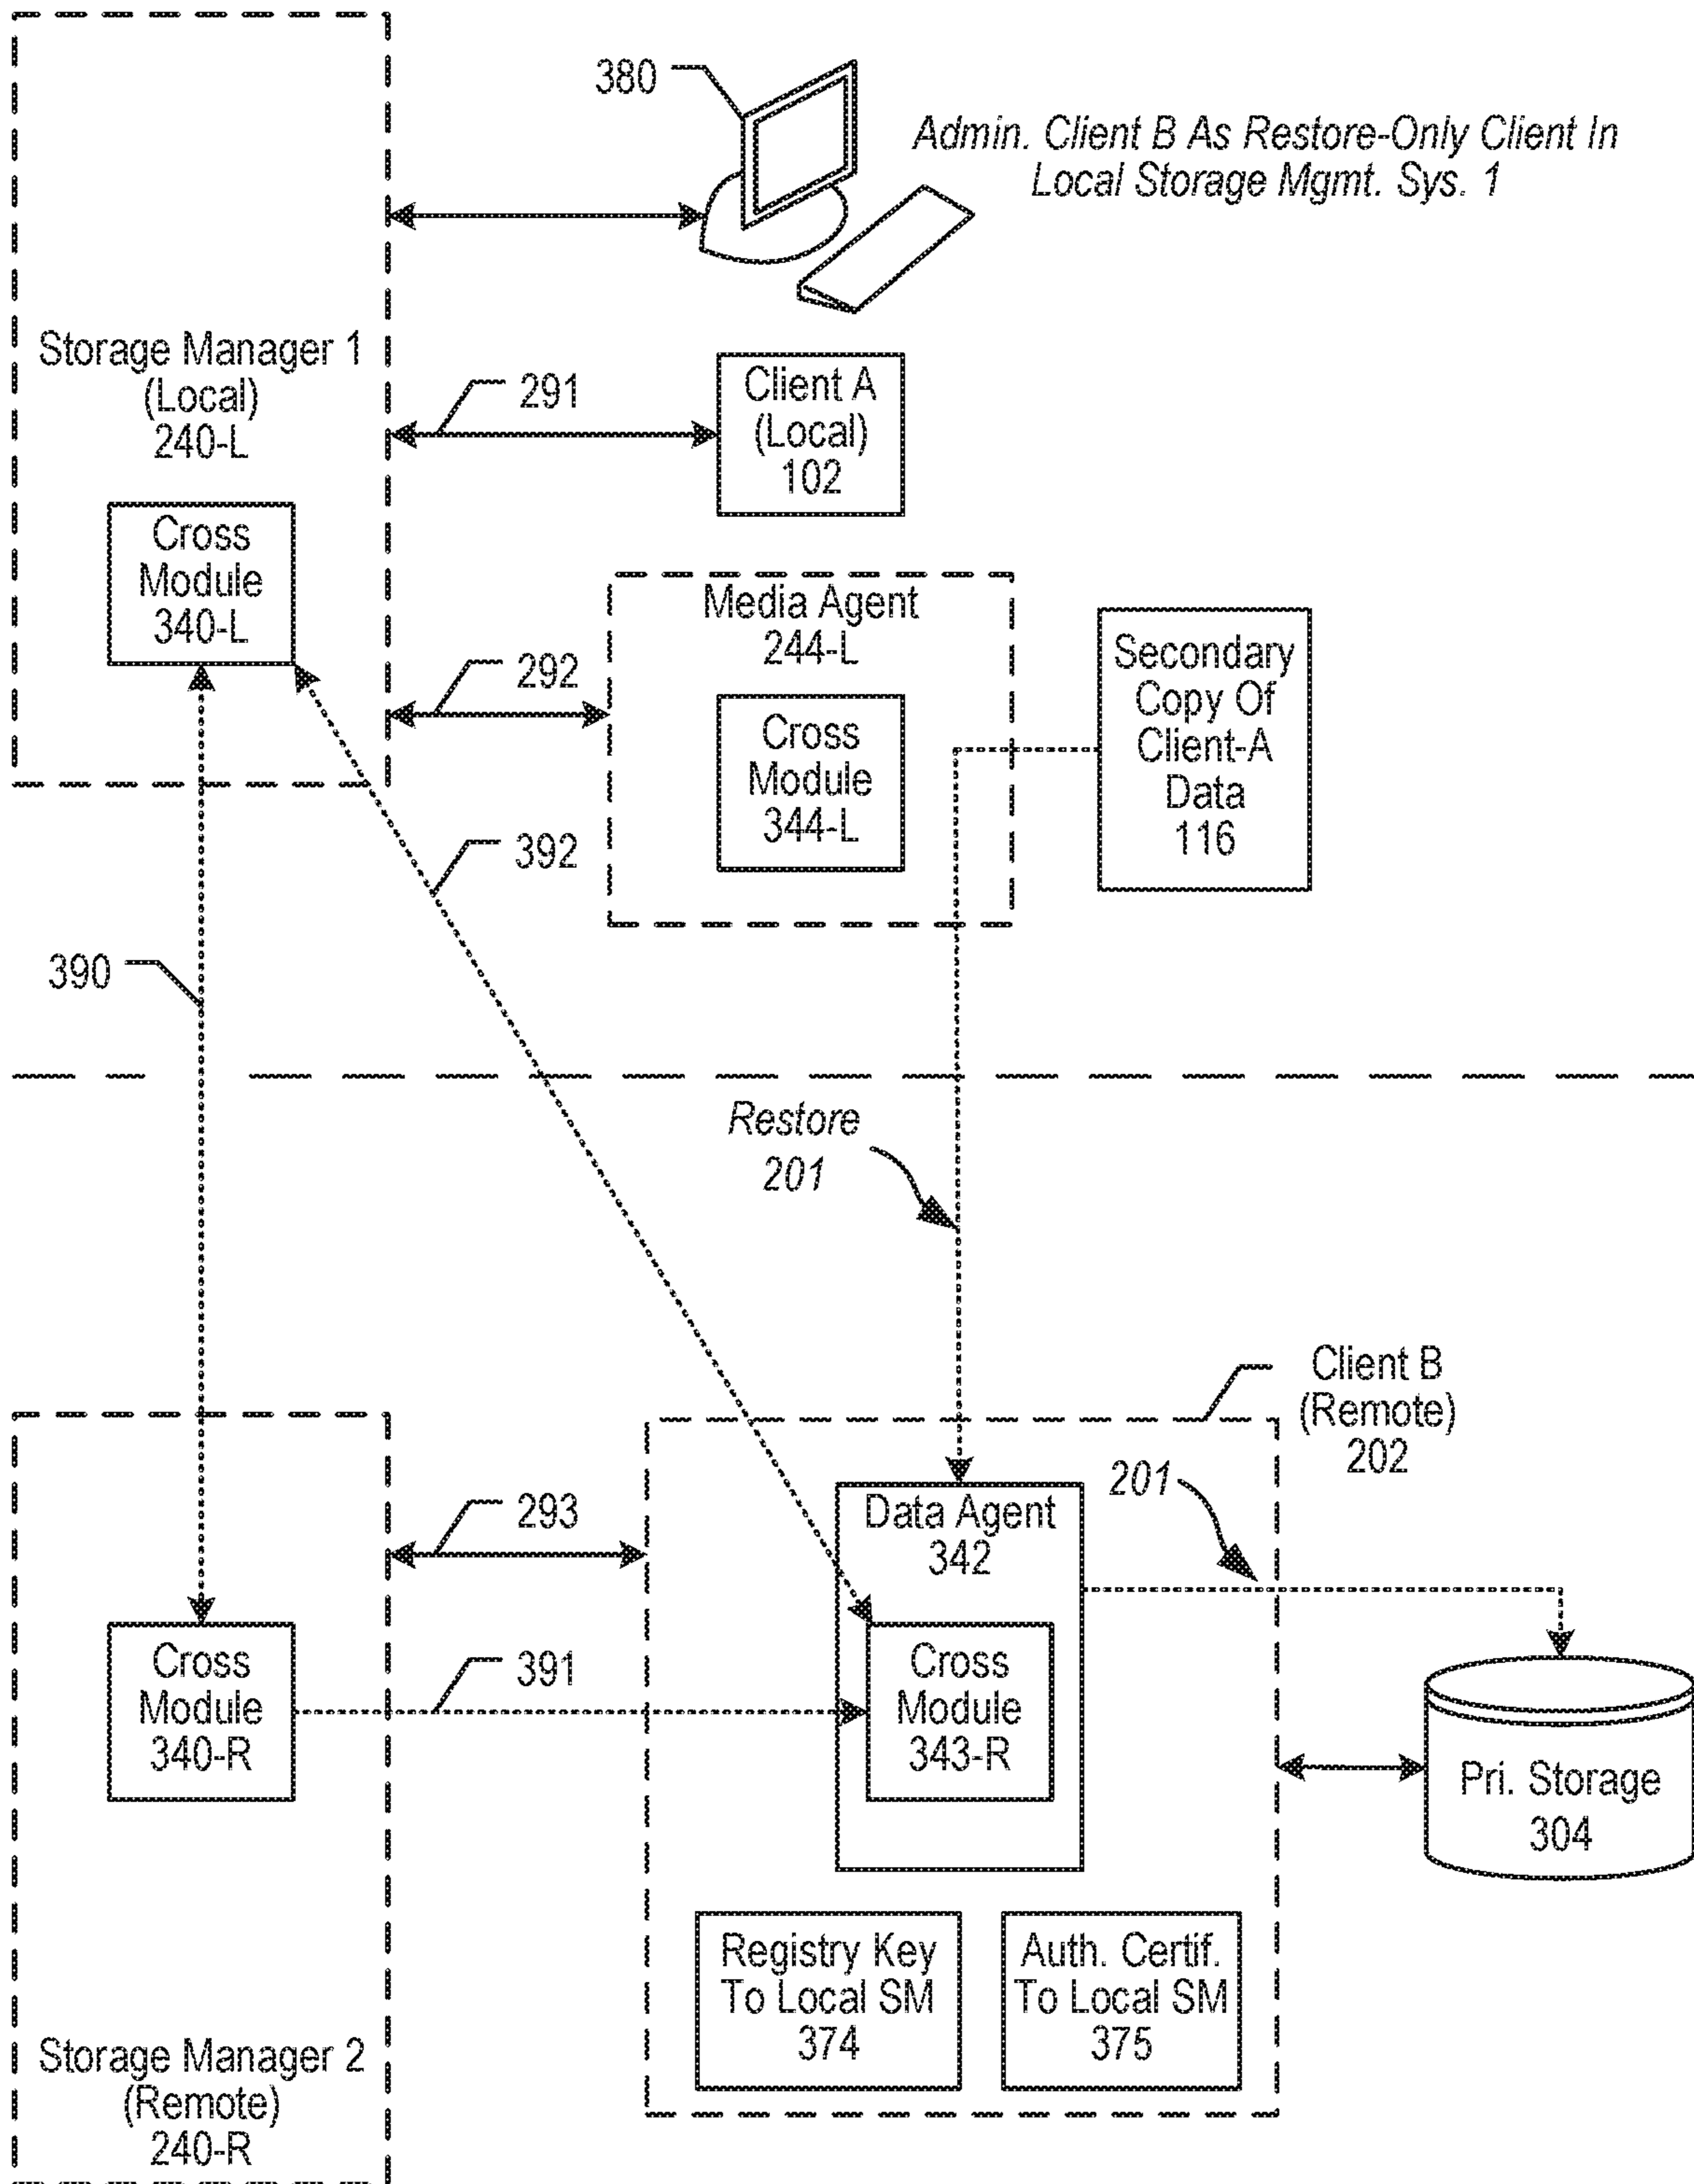 380
Admin. Client B As Restore-Only Client In
Local Storage Mgmt. Sys. 1
Storage Manager 1
(Local)
240-L
291
Client A
(Local)
102
Cross
Module
340-L
292
Media Agent
244-L
Cross
Module
344-L
Secondary
Copy Of
Client-A
Data
116
392
390
Restore
201
Client B
(Remote)
202
293
Data Agent
342
201
Cross
Module
340-R
391
Cross
Module
343-R
Pri. Storage
304
Registry Key
To Local SM
374
Auth. Certif.
To Local SM
375
Storage Manager 2
(Remote)
240-R